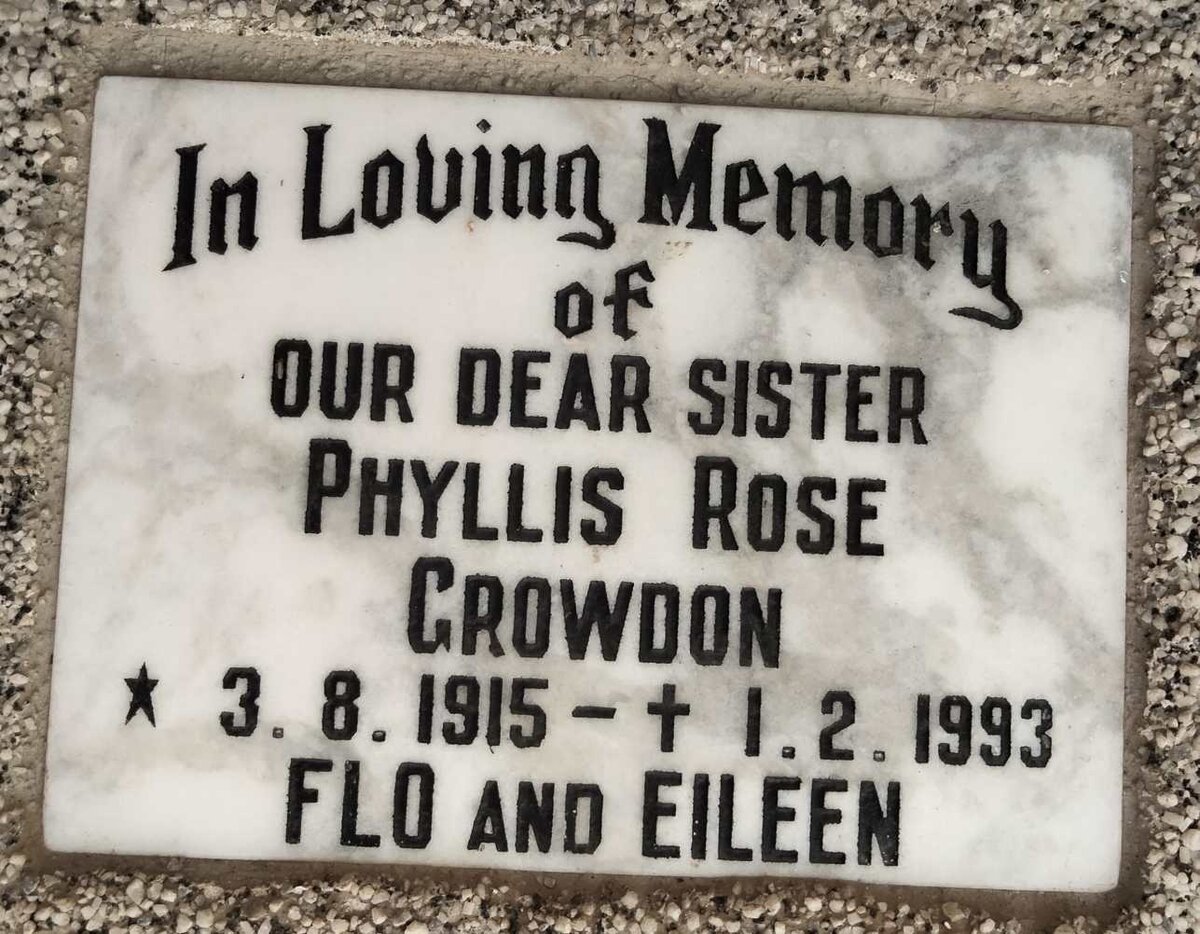 In Loving Memory
of
OUR DEAR SISTER
PHYLLIS ROSE
CROWDON
★ 3.8.1915 – † 1.2.1993
FLO AND EILEEN